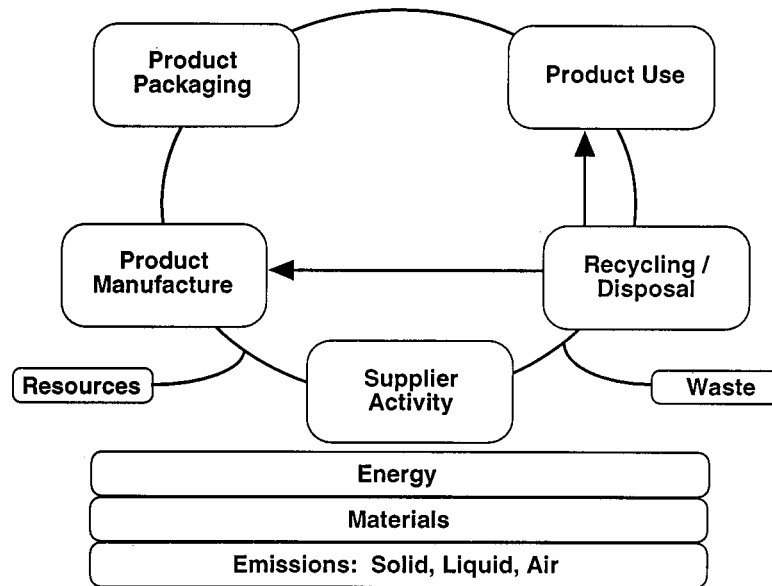 Product
Packaging
Product Use
Product
Manufacture
Recycling /
Disposal
Resources
Supplier
Activity
Waste
Energy
Materials
Emissions: Solid, Liquid, Air